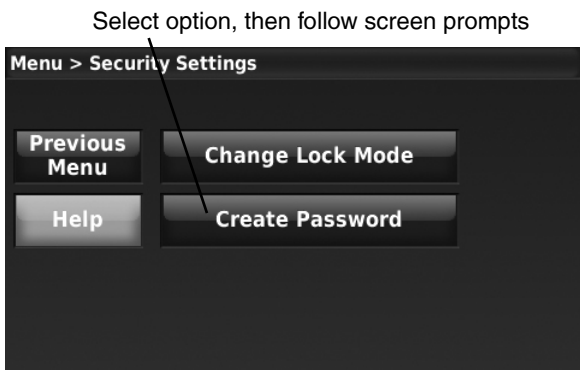 Select option, then follow screen prompts
Menu > Security Settings
Previous
Menu
Change Lock Mode
Help
Create Password